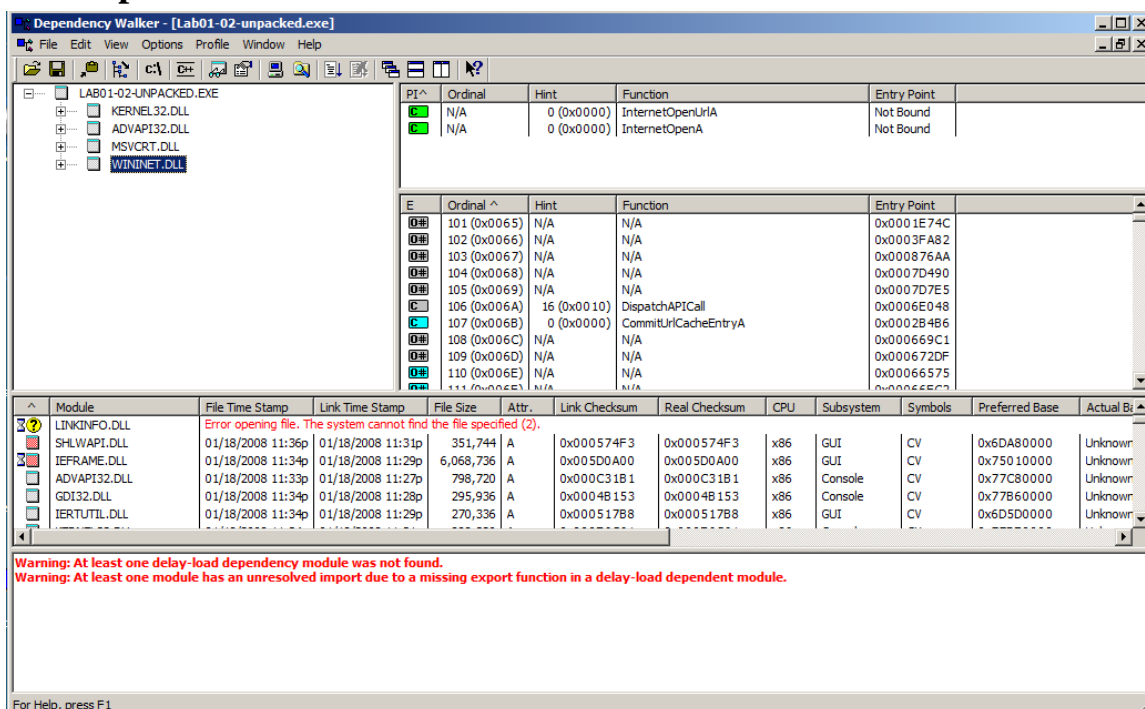 Dependency Walker - [Lab01-02-unpacked.exe]
File Edit View Options Profile Window Help
C:\ C++
LAB01-02-UNPACKED.EXE
KERNEL32.DLL
ADVAPI32.DLL
MSVCRT.DLL
WININET.DLL
PI^ Ordinal Hint Function Entry Point
C N/A 0 (0x0000) InternetOpenUrlA Not Bound
C N/A 0 (0x0000) InternetOpenA Not Bound
E Ordinal ^ Hint Function Entry Point
O# 101 (0x0065) N/A N/A 0x0001E74C
O# 102 (0x0066) N/A N/A 0x0003FA82
O# 103 (0x0067) N/A N/A 0x000876AA
O# 104 (0x0068) N/A N/A 0x0007D490
O# 105 (0x0069) N/A N/A 0x0007D7E5
C 106 (0x006A) 16 (0x0010) DispatchAPICall 0x0006E048
C 107 (0x006B) 0 (0x0000) CommitUrlCacheEntryA 0x0002B4B6
O# 108 (0x006C) N/A N/A 0x000669C1
O# 109 (0x006D) N/A N/A 0x000672DF
O# 110 (0x006E) N/A N/A 0x00066575
^ Module File Time Stamp Link Time Stamp File Size Attr. Link Checksum Real Checksum CPU Subsystem Symbols Preferred Base Actual Ba
LINKINFO.DLL Error opening file. The system cannot find the file specified (2).
SHLWAPI.DLL 01/18/2008 11:36p 01/18/2008 11:31p 351,744 A 0x000574F3 0x000574F3 x86 GUI CV 0x6DA80000 Unknown
IEFRAME.DLL 01/18/2008 11:34p 01/18/2008 11:29p 6,068,736 A 0x005D0A00 0x005D0A00 x86 GUI CV 0x75010000 Unknown
ADVAPI32.DLL 01/18/2008 11:33p 01/18/2008 11:27p 798,720 A 0x000C31B1 0x000C31B1 x86 Console CV 0x77C80000 Unknown
GDI32.DLL 01/18/2008 11:34p 01/18/2008 11:28p 295,936 A 0x0004B153 0x0004B153 x86 Console CV 0x77B60000 Unknown
IERTUTIL.DLL 01/18/2008 11:34p 01/18/2008 11:29p 270,336 A 0x000517B8 0x000517B8 x86 GUI CV 0x6D5D0000 Unknown
Warning: At least one delay-load dependency module was not found.
Warning: At least one module has an unresolved import due to a missing export function in a delay-load dependent module.
For Help, press F1